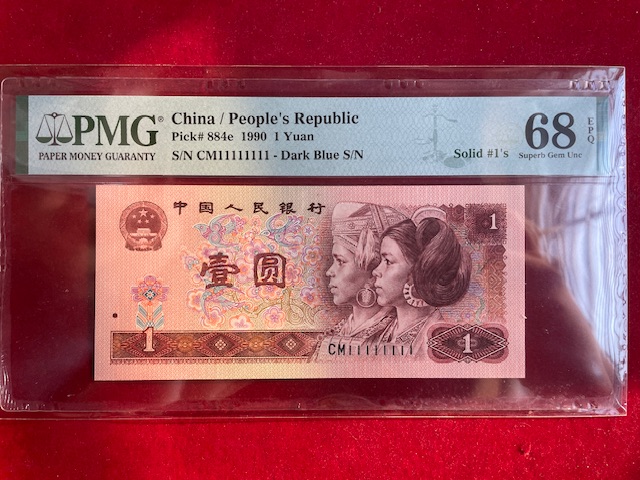 PMG®
PAPER MONEY GUARANTY
China / People's Republic
Pick# 884e 1990 1 Yuan
S/N CM11111111 - Dark Blue S/N
Solid #1's
68 EPQ
Superb Gem Unc
中国人民银行
1
壹圆
1
CM11111111
1